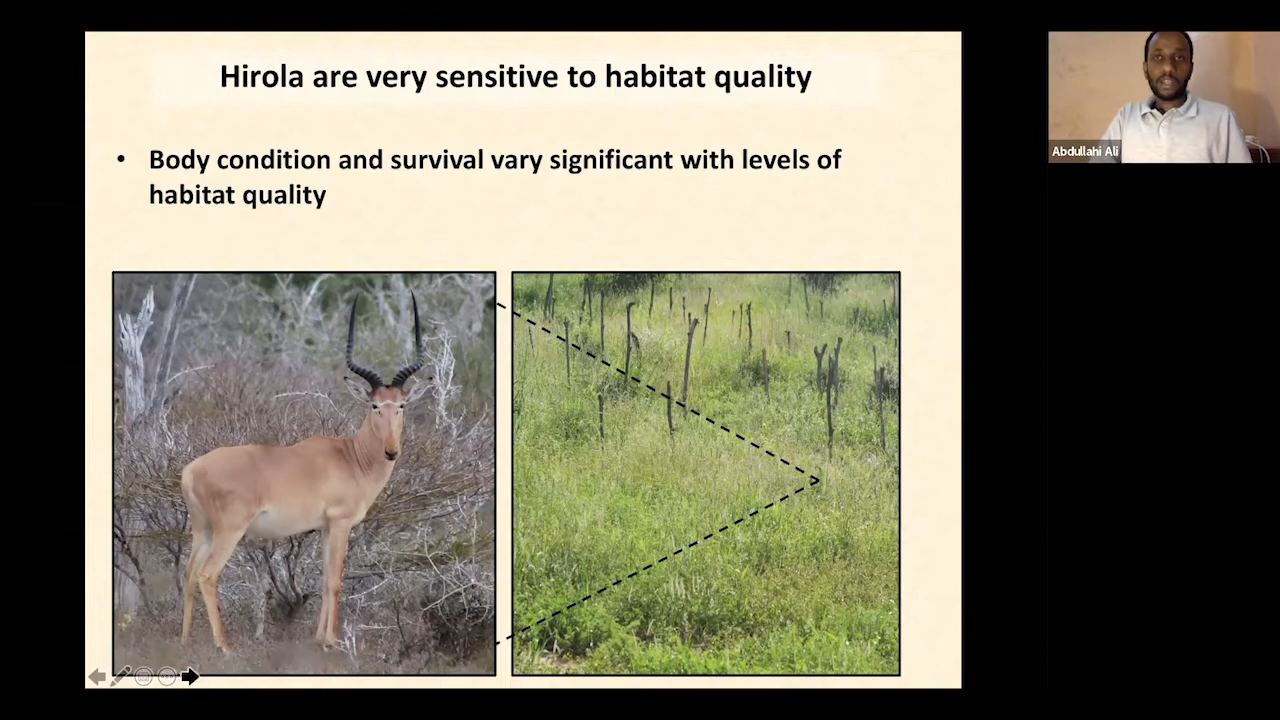 Hirola are very sensitive to habitat quality
• Body condition and survival vary significant with levels of
habitat quality
Abdullahi Ali